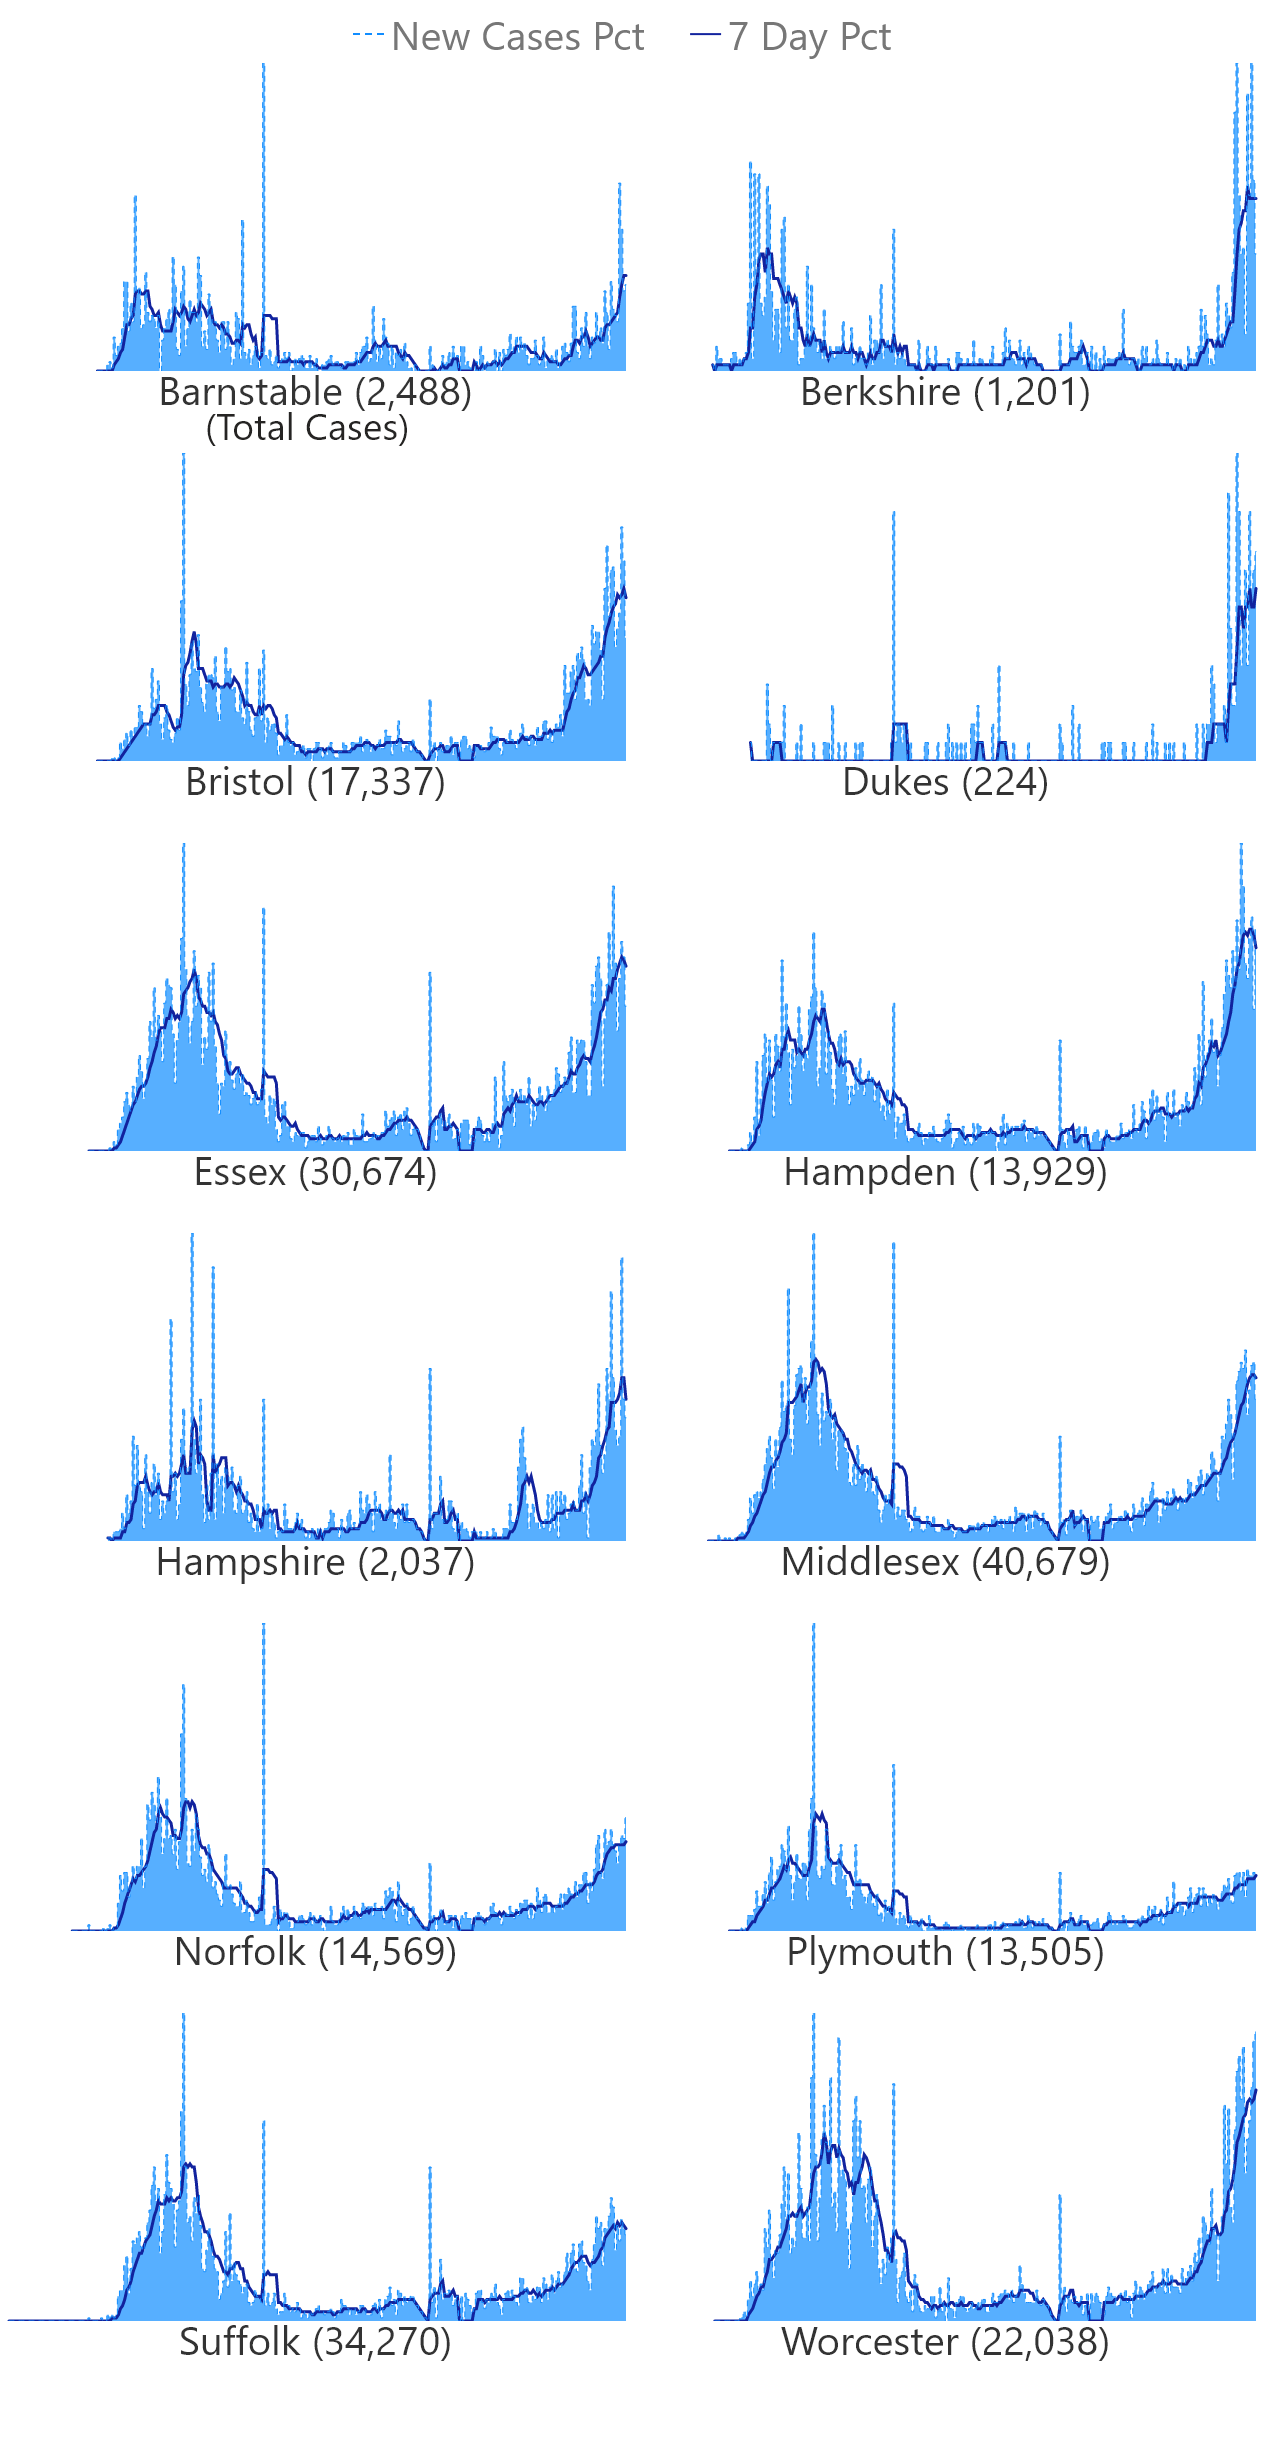 New Cases Pct 7 Day Pct
Barnstable (2,488) Berkshire (1,201)
(Total Cases)
Bristol (17,337) Dukes (224)
Essex (30,674) Hampden (13,929)
Hampshire (2,037) Middlesex (40,679)
Norfolk (14,569) Plymouth (13,505)
Suffolk (34,270) Worcester (22,038)